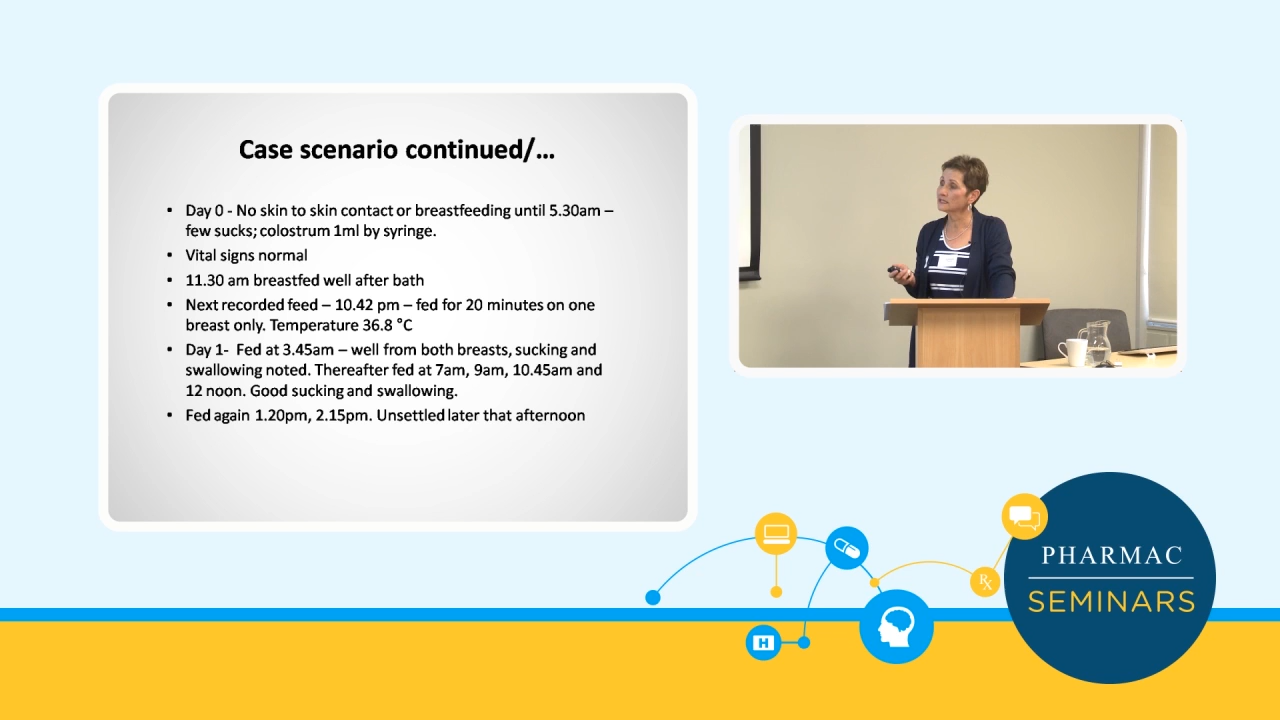 Case scenario continued/...
• Day 0 - No skin to skin contact or breastfeeding until 5.30am –
few sucks; colostrum 1ml by syringe.
• Vital signs normal
• 11.30 am breastfed well after bath
• Next recorded feed – 10.42 pm – fed for 20 minutes on one
breast only. Temperature 36.8 °C
• Day 1- Fed at 3.45am – well from both breasts, sucking and
swallowing noted. Thereafter fed at 7am, 9am, 10.45am and
12 noon. Good sucking and swallowing.
• Fed again 1.20pm, 2.15pm. Unsettled later that afternoon
H
Rx
PHARMAC
SEMINARS